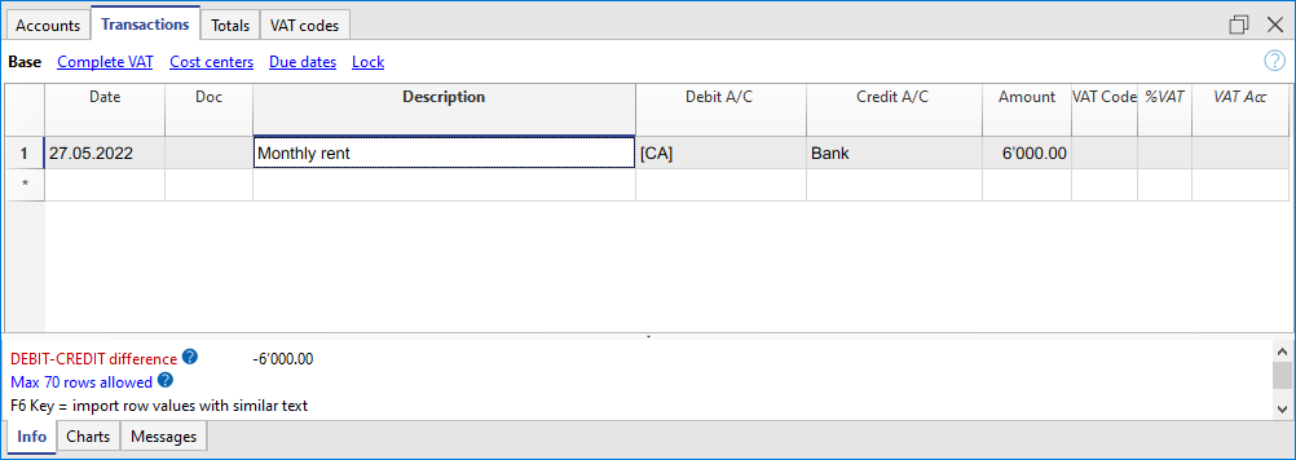 Accounts Transactions Totals VAT codes
Base Complete VAT Cost centers Due dates Lock ?
Date Doc Description Debit A/C Credit A/C Amount VAT Code %VAT VAT Acc
1 27.05.2022 Monthly rent [CA] Bank 6'000.00
*
DEBIT-CREDIT difference ? -6'000.00
Max 70 rows allowed ?
F6 Key = import row values with similar text
Info Charts Messages